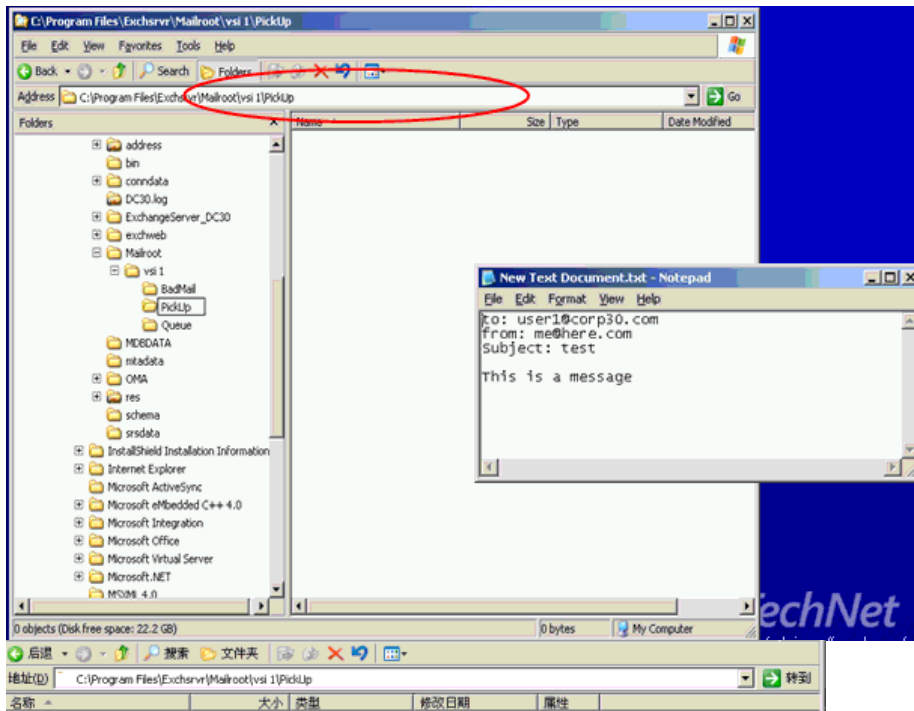 C:\Program Files\Exchsrvr\Mailroot\vsi 1\PickUp
File Edit View Favorites Tools Help
Back Search Folders
Address C:\Program Files\Exchsrvr\Mailroot\vsi 1\PickUp Go
Folders x Name Size Type Date Modified
address
bin
conndata
DC30.log
ExchangeServer_DC30
exchweb
Mailroot
vsi 1
BadMail
PickUp
Queue
MDBDATA
mtadata
OMA
res
schema
srsdata
InstallShield Installation Information
Internet Explorer
Microsoft ActiveSync
Microsoft eMbedded C++ 4.0
Microsoft Integration
Microsoft Office
Microsoft Virtual Server
Microsoft.NET
MSXML 4.0
0 objects (Disk free space: 22.2 GB) 0 bytes My Computer
New Text Document.txt - Notepad
File Edit Format View Help
to: user1@corp30.com
from: me@here.com
Subject: test
This is a message
TechNet
后退 搜索 文件夹
地址(D) C:\Program Files\Exchsrvr\Mailroot\vsi 1\PickUp 转到
名称 大小 类型 修改日期 属性